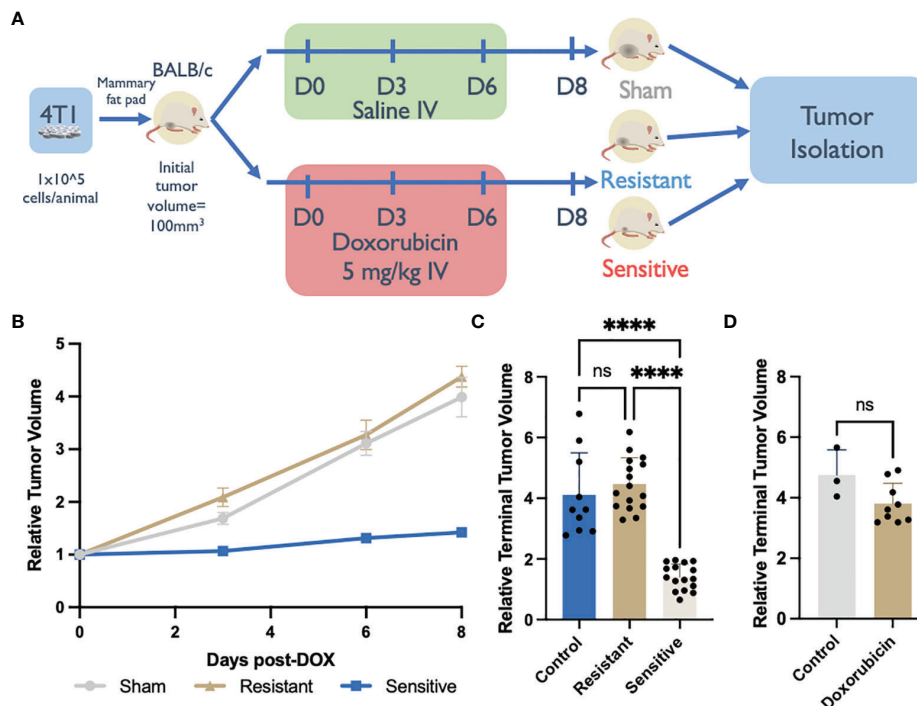 A
4T1
1x10^5
cells/animal
Mammary
fat pad
BALB/c
Initial
tumor
volume=
100mm³
D0 D3 D6 D8
Saline IV
D0 D3 D6 D8
Doxorubicin
5 mg/kg IV
Sham
Resistant
Sensitive
Tumor
Isolation
B
Relative Tumor Volume
5
4
3
2
1
0
0 2 4 6 8
Days post-DOX
Sham Resistant Sensitive
C
Relative Terminal Tumor Volume
8
6
4
2
0
****
ns ****
Control
Resistant
Sensitive
D
Relative Terminal Tumor Volume
8
6
4
2
0
ns
Control
Doxorubicin